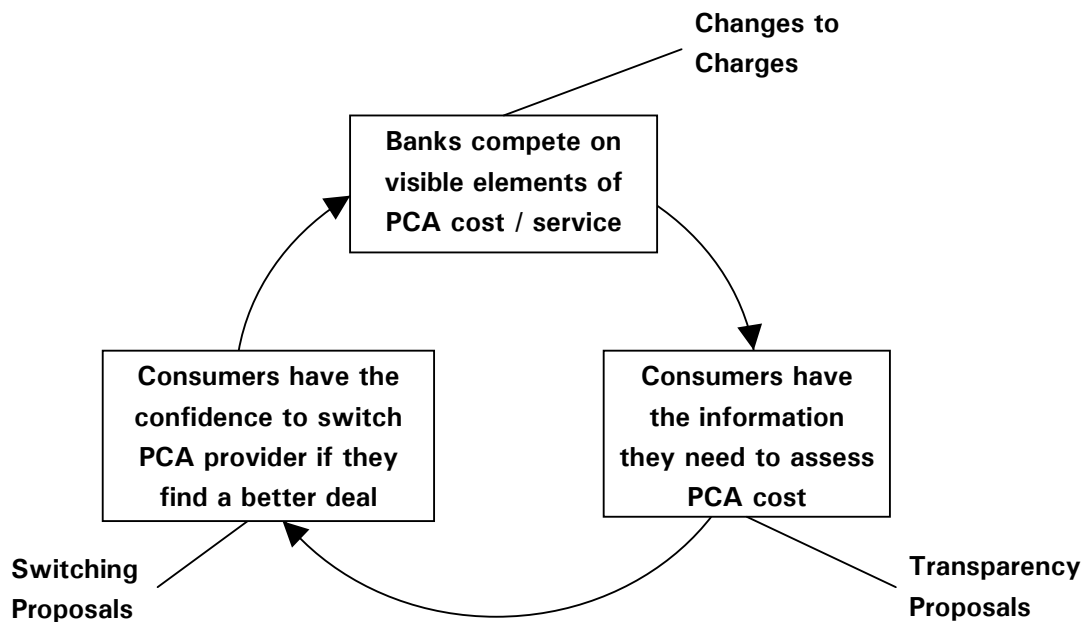 Changes to
Charges
Banks compete on
visible elements of
PCA cost / service
Consumers have the
confidence to switch
PCA provider if they
find a better deal
Consumers have
the information
they need to assess
PCA cost
Switching
Proposals
Transparency
Proposals